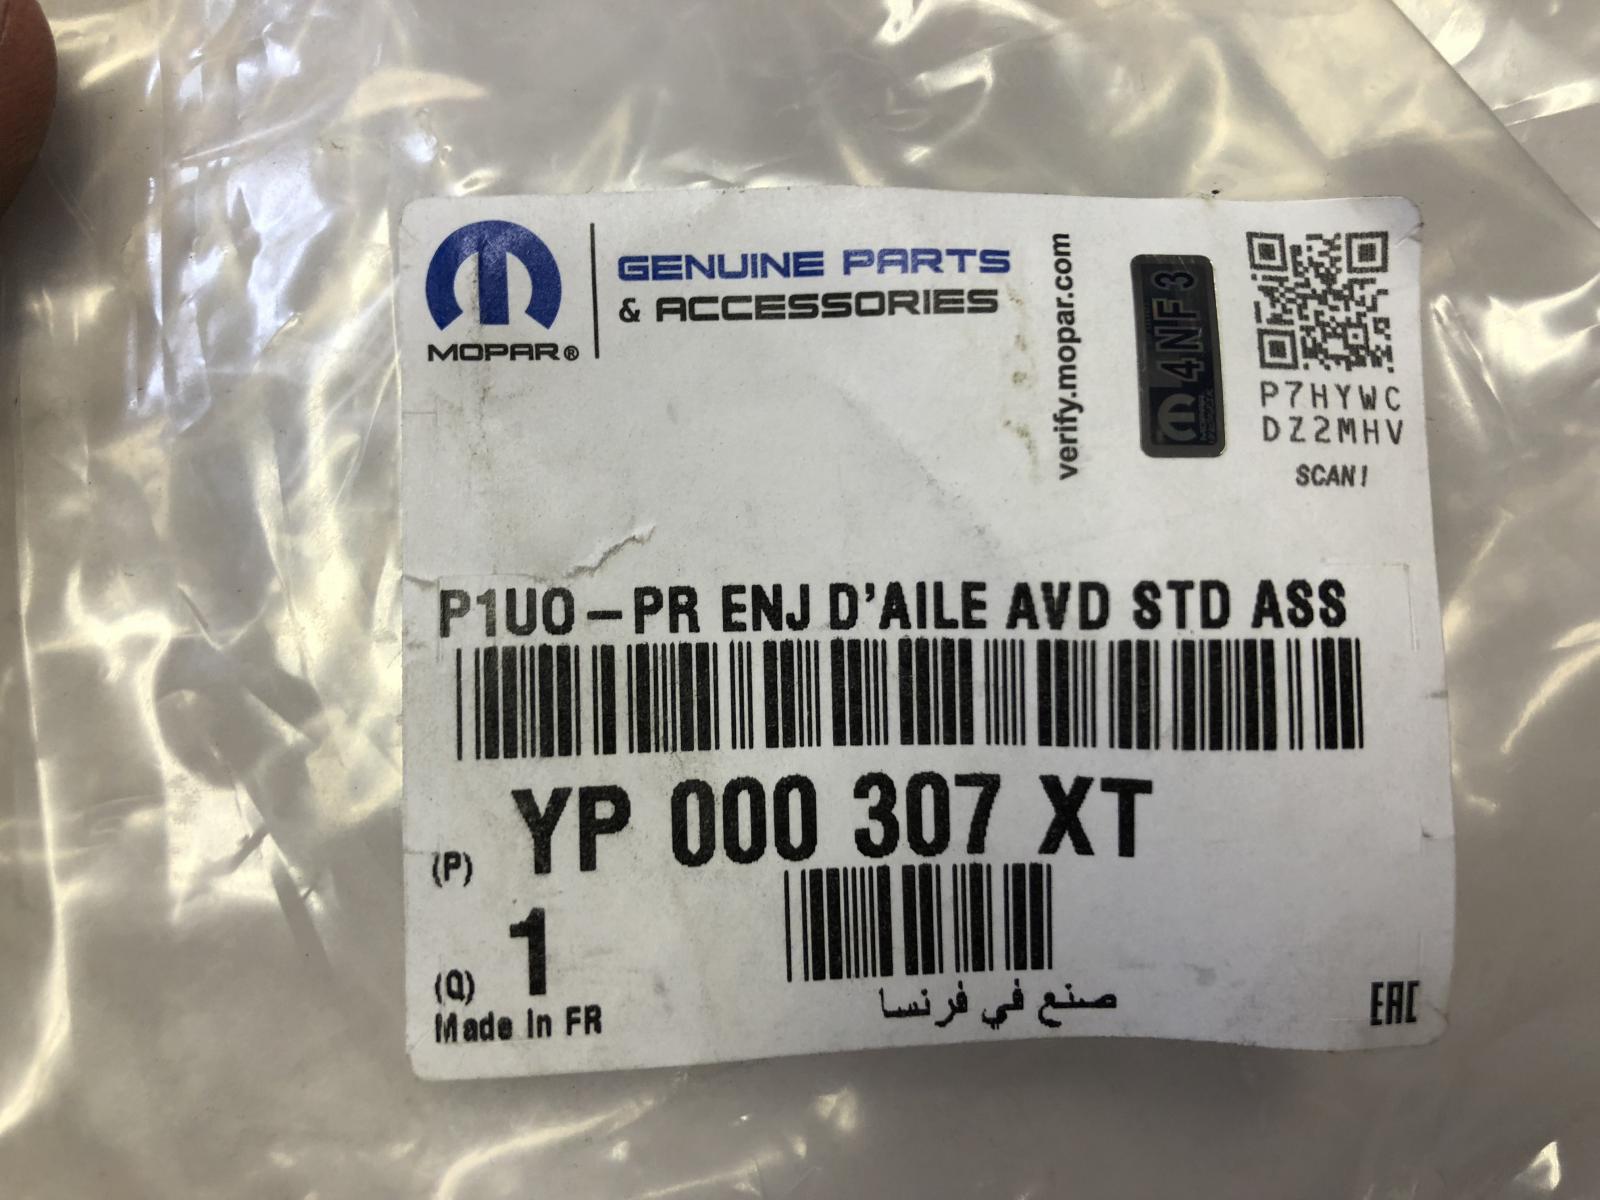 MOPAR®
GENUINE PARTS
& ACCESSORIES
verify.mopar.com
4NF3
P7HYWC
DZ2MHV
SCAN!
P1UO-PR ENJ D'AILE AVD STD ASS
(P) YP 000 307 XT
(Q) 1
Made In FR
صنع في فرنسا
EAC